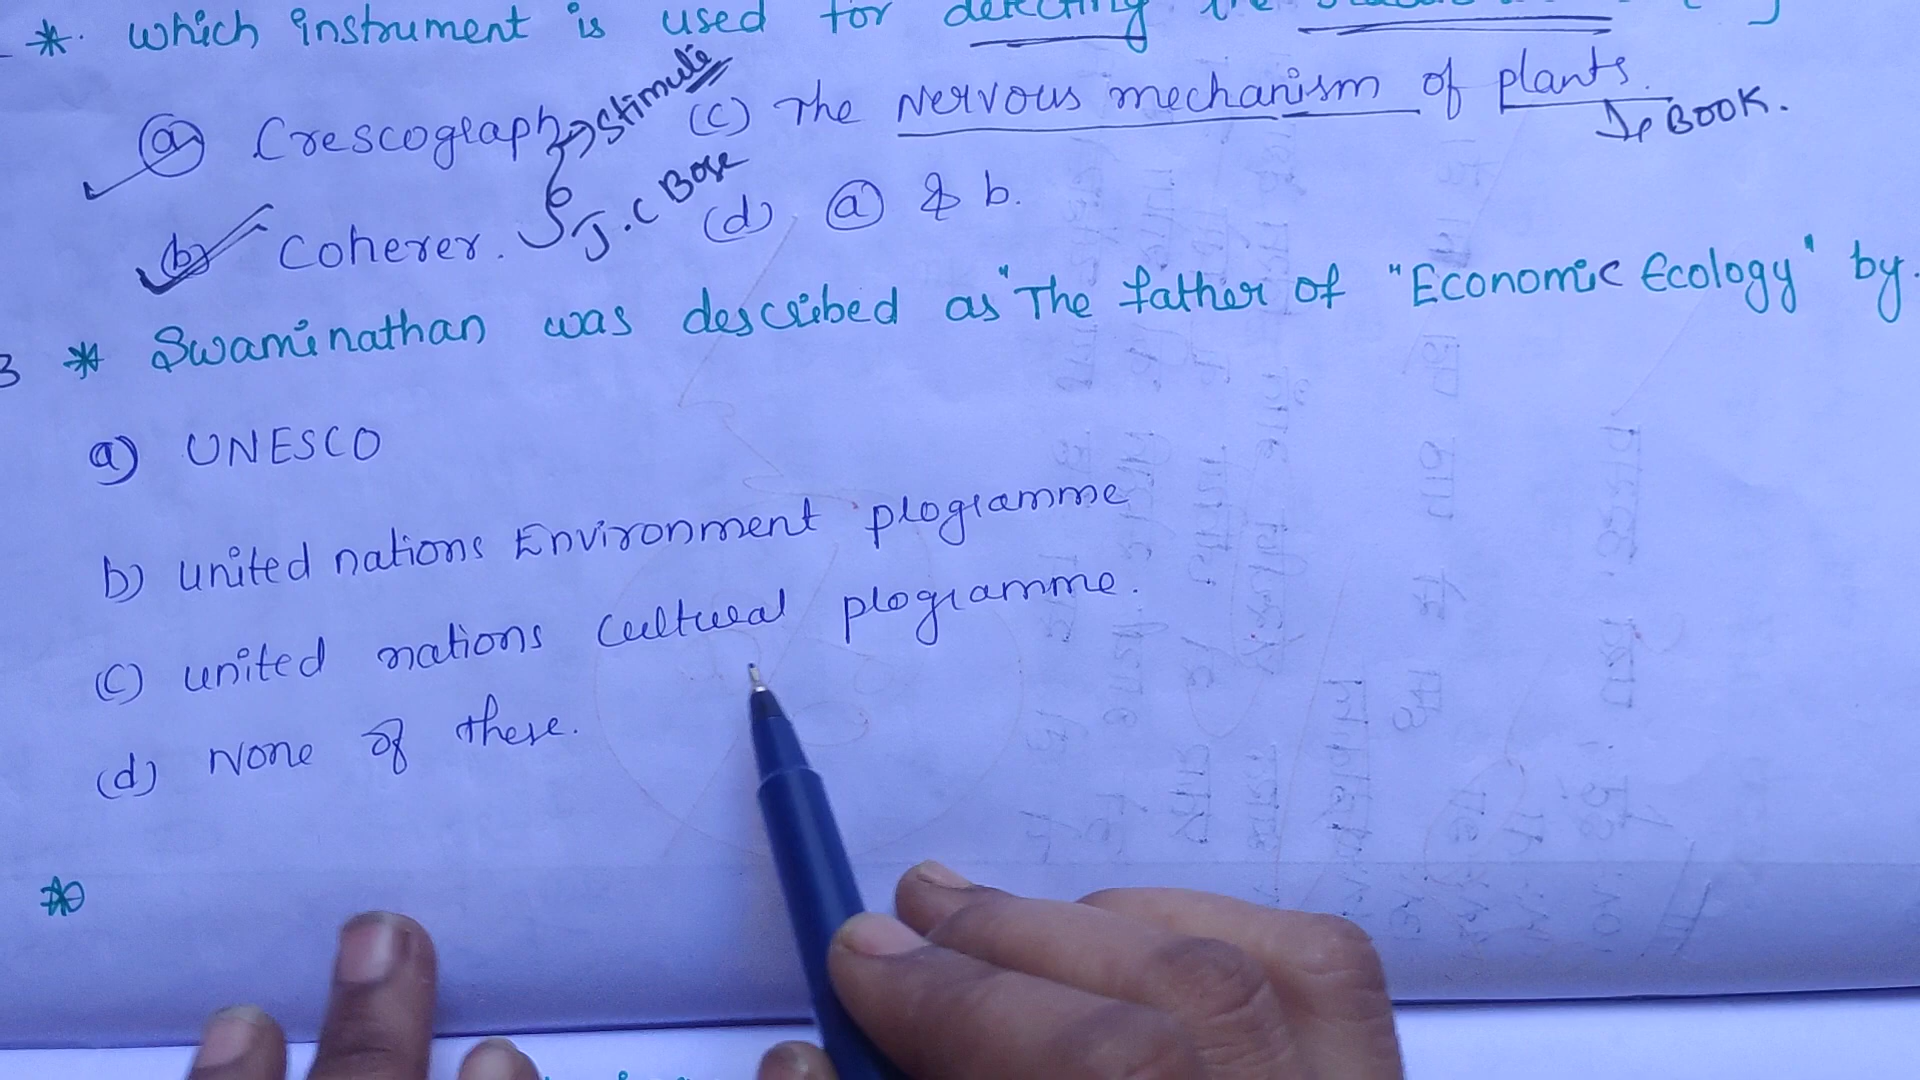 * which instrument is used for detecting the
(a) Crescograph → stimuli (c) The Nervous mechanism of plants.
↓ BOOK.
(b) Coherer. J.C Bose (d) (a) & b.
3 * Swaminathan was described as "The father of "Economic Ecology" by.
a) UNESCO
b) united nations Environment programme
(c) united nations cultural programme.
(d) None of these.
*